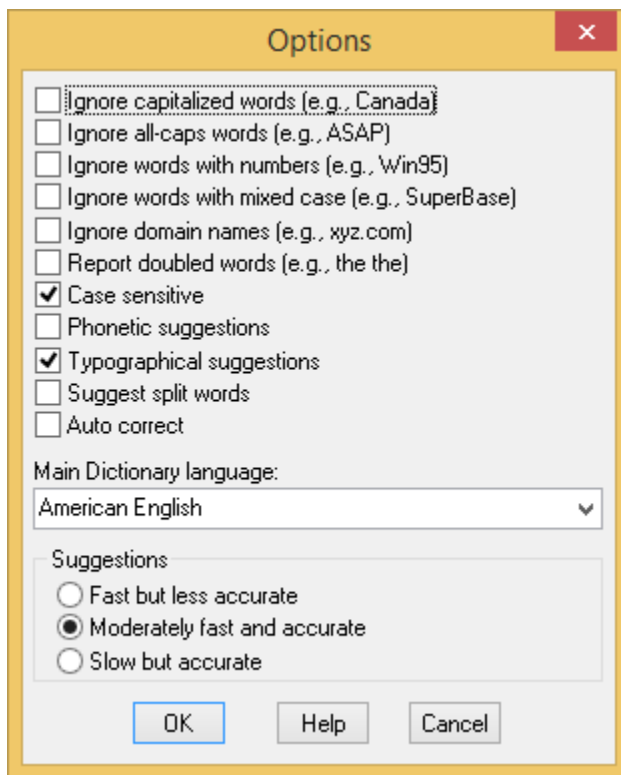 Options
Ignore capitalized words (e.g., Canada)
Ignore all-caps words (e.g., ASAP)
Ignore words with numbers (e.g., Win95)
Ignore words with mixed case (e.g., SuperBase)
Ignore domain names (e.g., xyz.com)
Report doubled words (e.g., the the)
Case sensitive
Phonetic suggestions
Typographical suggestions
Suggest split words
Auto correct
Main Dictionary language:
American English
Suggestions
Fast but less accurate
Moderately fast and accurate
Slow but accurate
OK Help Cancel